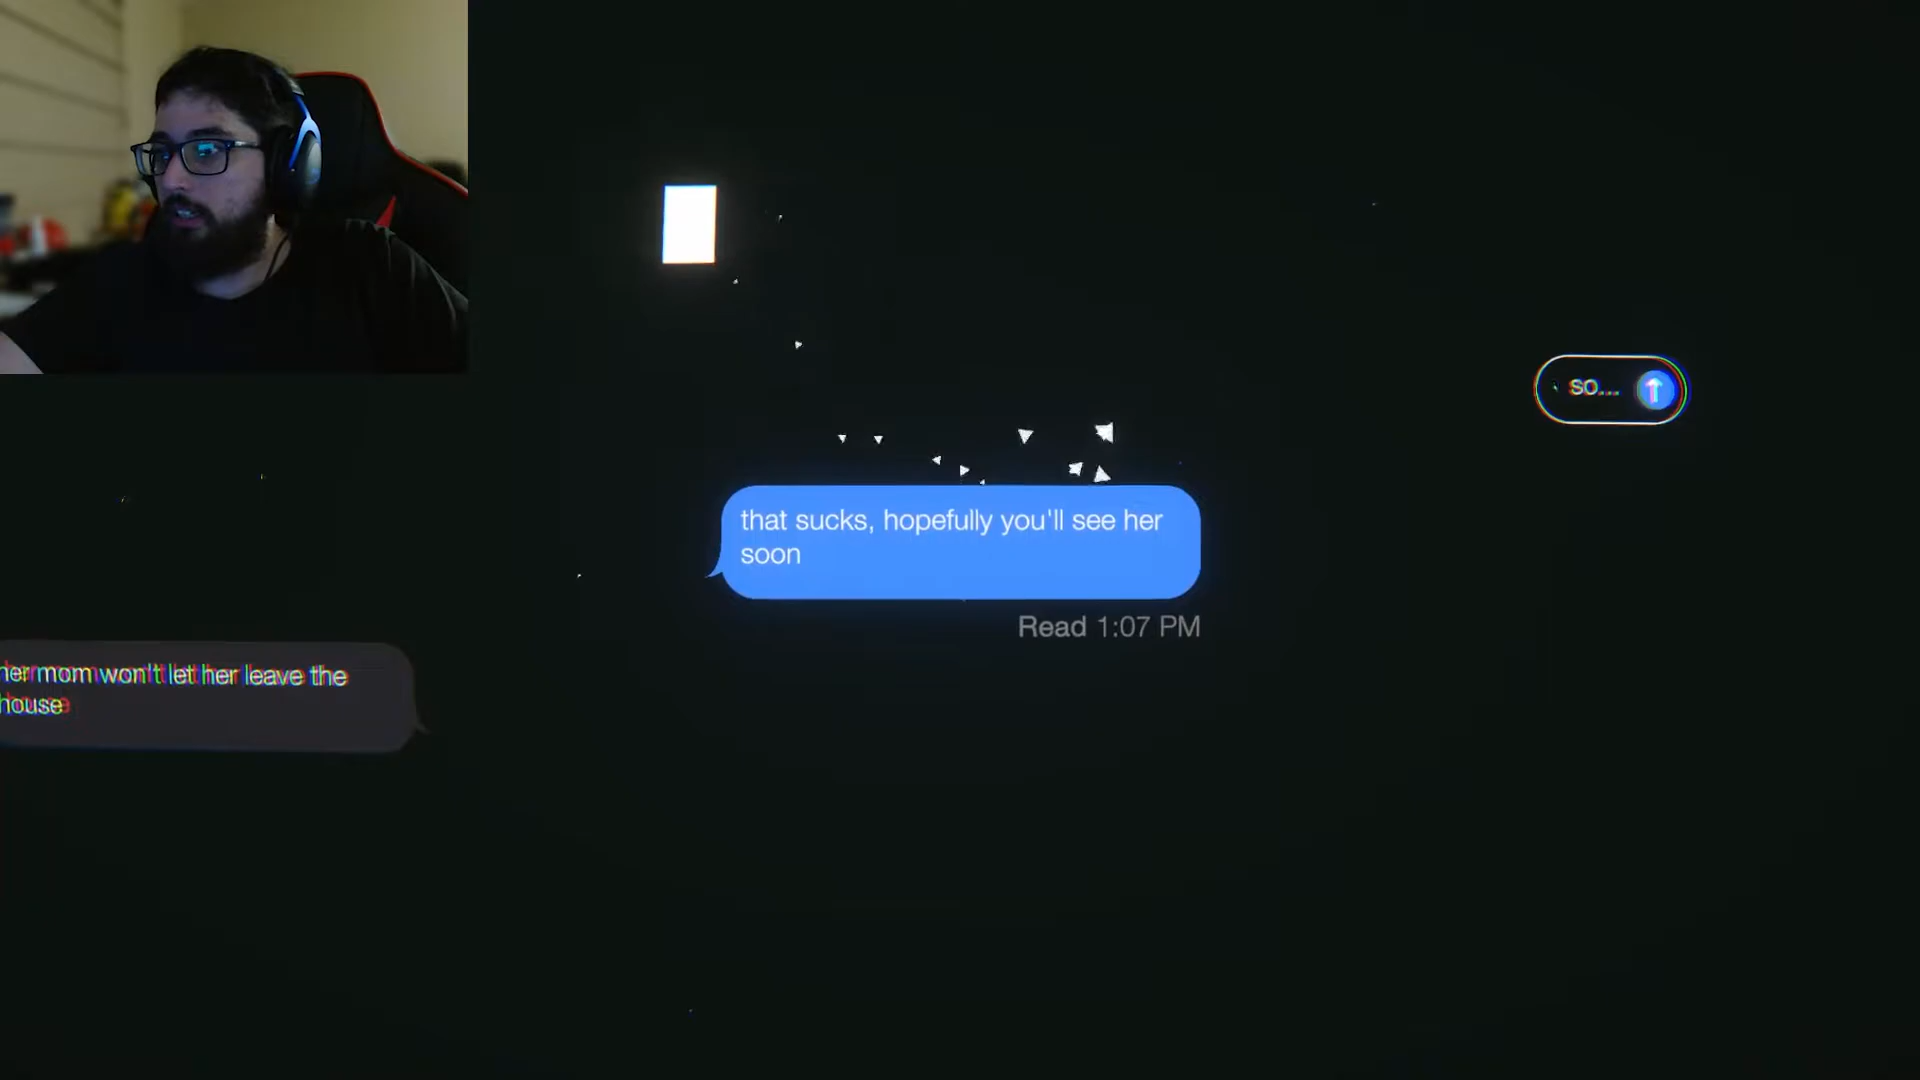 so...
that sucks, hopefully you'll see her
soon
Read 1:07 PM
her mom won't let her leave the
house